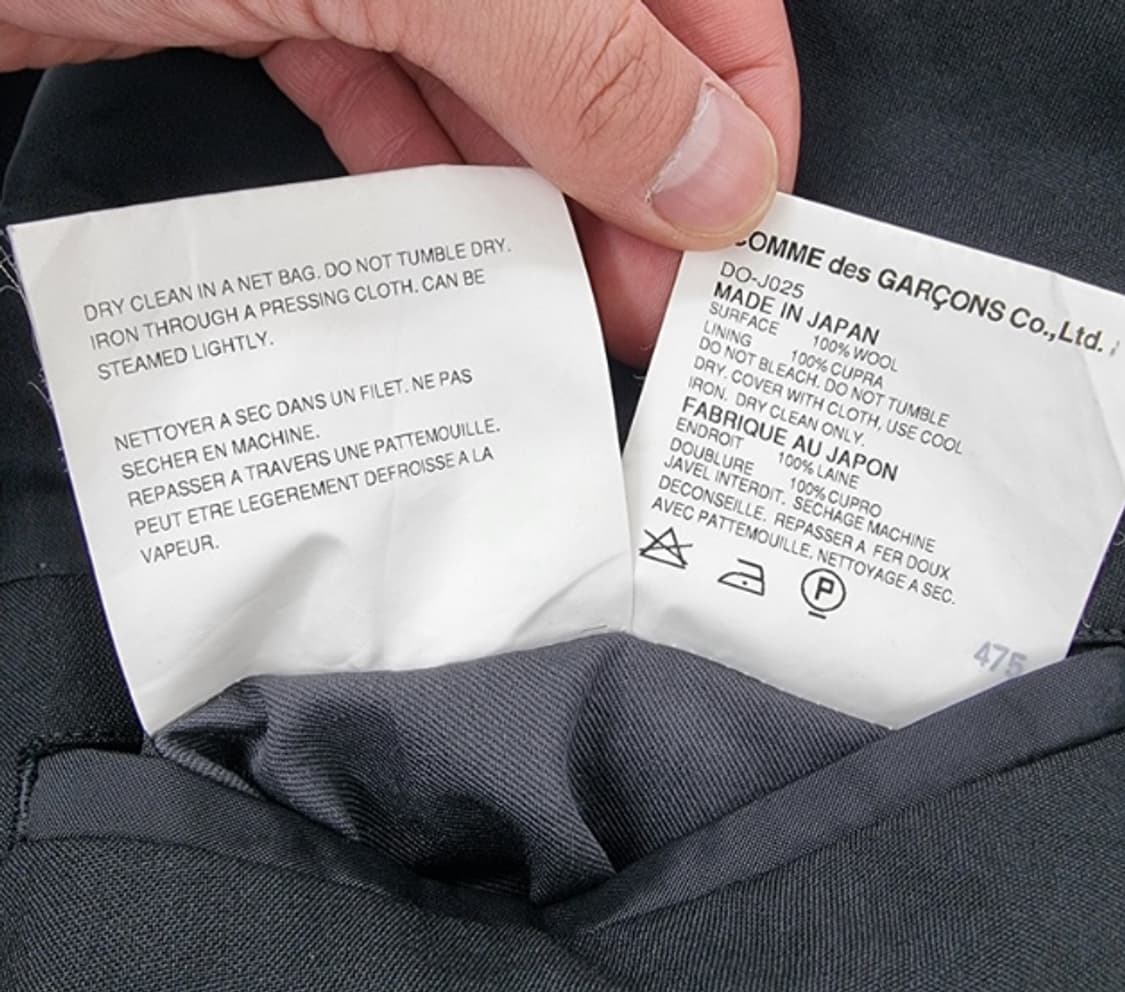 DRY CLEAN IN A NET BAG. DO NOT TUMBLE DRY.
IRON THROUGH A PRESSING CLOTH. CAN BE
STEAMED LIGHTLY.
NETTOYER A SEC DANS UN FILET. NE PAS
SECHER EN MACHINE.
REPASSER A TRAVERS UNE PATTEMOUILLE.
PEUT ETRE LEGEREMENT DEFROISSE A LA
VAPEUR.
COMME des GARÇONS Co.,Ltd.
DO-J025
MADE IN JAPAN
SURFACE 100% WOOL
LINING 100% CUPRA
DO NOT BLEACH. DO NOT TUMBLE
DRY. COVER WITH CLOTH, USE COOL
IRON. DRY CLEAN ONLY.
FABRIQUE AU JAPON
ENDROIT 100% LAINE
DOUBLURE 100% CUPRO
JAVEL INTERDIT. SECHAGE MACHINE
DECONSEILLE. REPASSER A FER DOUX
AVEC PATTEMOUILLE. NETTOYAGE A SEC.
P
475